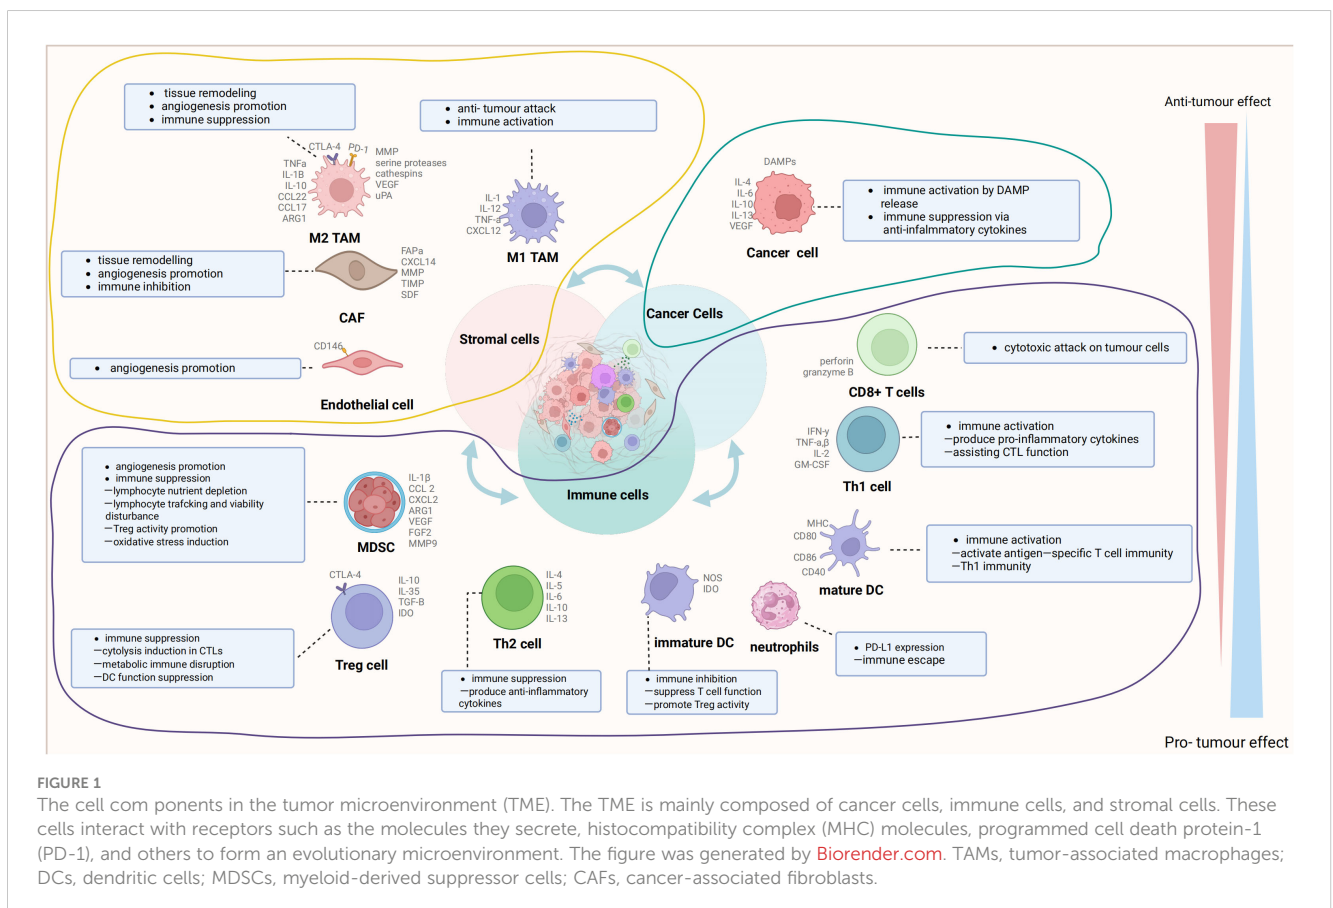 • tissue remodeling
• angiogenesis promotion
• immune suppression
CTLA-4
PD-1
TNFa
IL-1B
IL-10
CCL22
CCL17
ARG1
MMP
serine proteases
cathespins
VEGF
uPA
M2 TAM
• anti- tumour attack
• immune activation
IL-1
IL-12
TNF-a
CXCL12
M1 TAM
• tissue remodelling
• angiogenesis promotion
• immune inhibition
FAPa
CXCL14
MMP
TIMP
SDF
CAF
• angiogenesis promotion
CD146
Endothelial cell
DAMPs
IL-4
IL-6
IL-10
IL-13
VEGF
Cancer cell
• immune activation by DAMP
release
• immune suppression via
anti-infalmmatory cytokines
Anti-tumour effect
Stromal cells
Cancer Cells
Immune cells
perforin
granzyme B
CD8+ T cells
• cytotoxic attack on tumour cells
IFN-y
TNF-a,β
IL-2
GM-CSF
Th1 cell
• immune activation
—produce pro-inflammatory cytokines
—assisting CTL function
• angiogenesis promotion
• immune suppression
—lymphocyte nutrient depletion
—lymphocyte trafcking and viability
disturbance
—Treg activity promotion
—oxidative stress induction
IL-1β
CCL 2
CXCL2
ARG1
VEGF
FGF2
MMP9
MDSC
MHC
CD80
CD86
CD40
mature DC
• immune activation
—activate antigen—specific T cell immunity
—Th1 immunity
CTLA-4
IL-10
IL-35
TGF-B
IDO
Treg cell
• immune suppression
—cytolysis induction in CTLs
—metabolic immune disruption
—DC function suppression
IL-4
IL-5
IL-6
IL-10
IL-13
Th2 cell
• immune suppression
—produce anti-inflammatory
cytokines
NOS
IDO
immature DC
• immune inhibition
—suppress T cell function
—promote Treg activity
neutrophils
• PD-L1 expression
—immune escape
Pro- tumour effect
FIGURE 1
The cell com ponents in the tumor microenvironment (TME). The TME is mainly composed of cancer cells, immune cells, and stromal cells. These
cells interact with receptors such as the molecules they secrete, histocompatibility complex (MHC) molecules, programmed cell death protein-1
(PD-1), and others to form an evolutionary microenvironment. The figure was generated by Biorender.com. TAMs, tumor-associated macrophages;
DCs, dendritic cells; MDSCs, myeloid-derived suppressor cells; CAFs, cancer-associated fibroblasts.